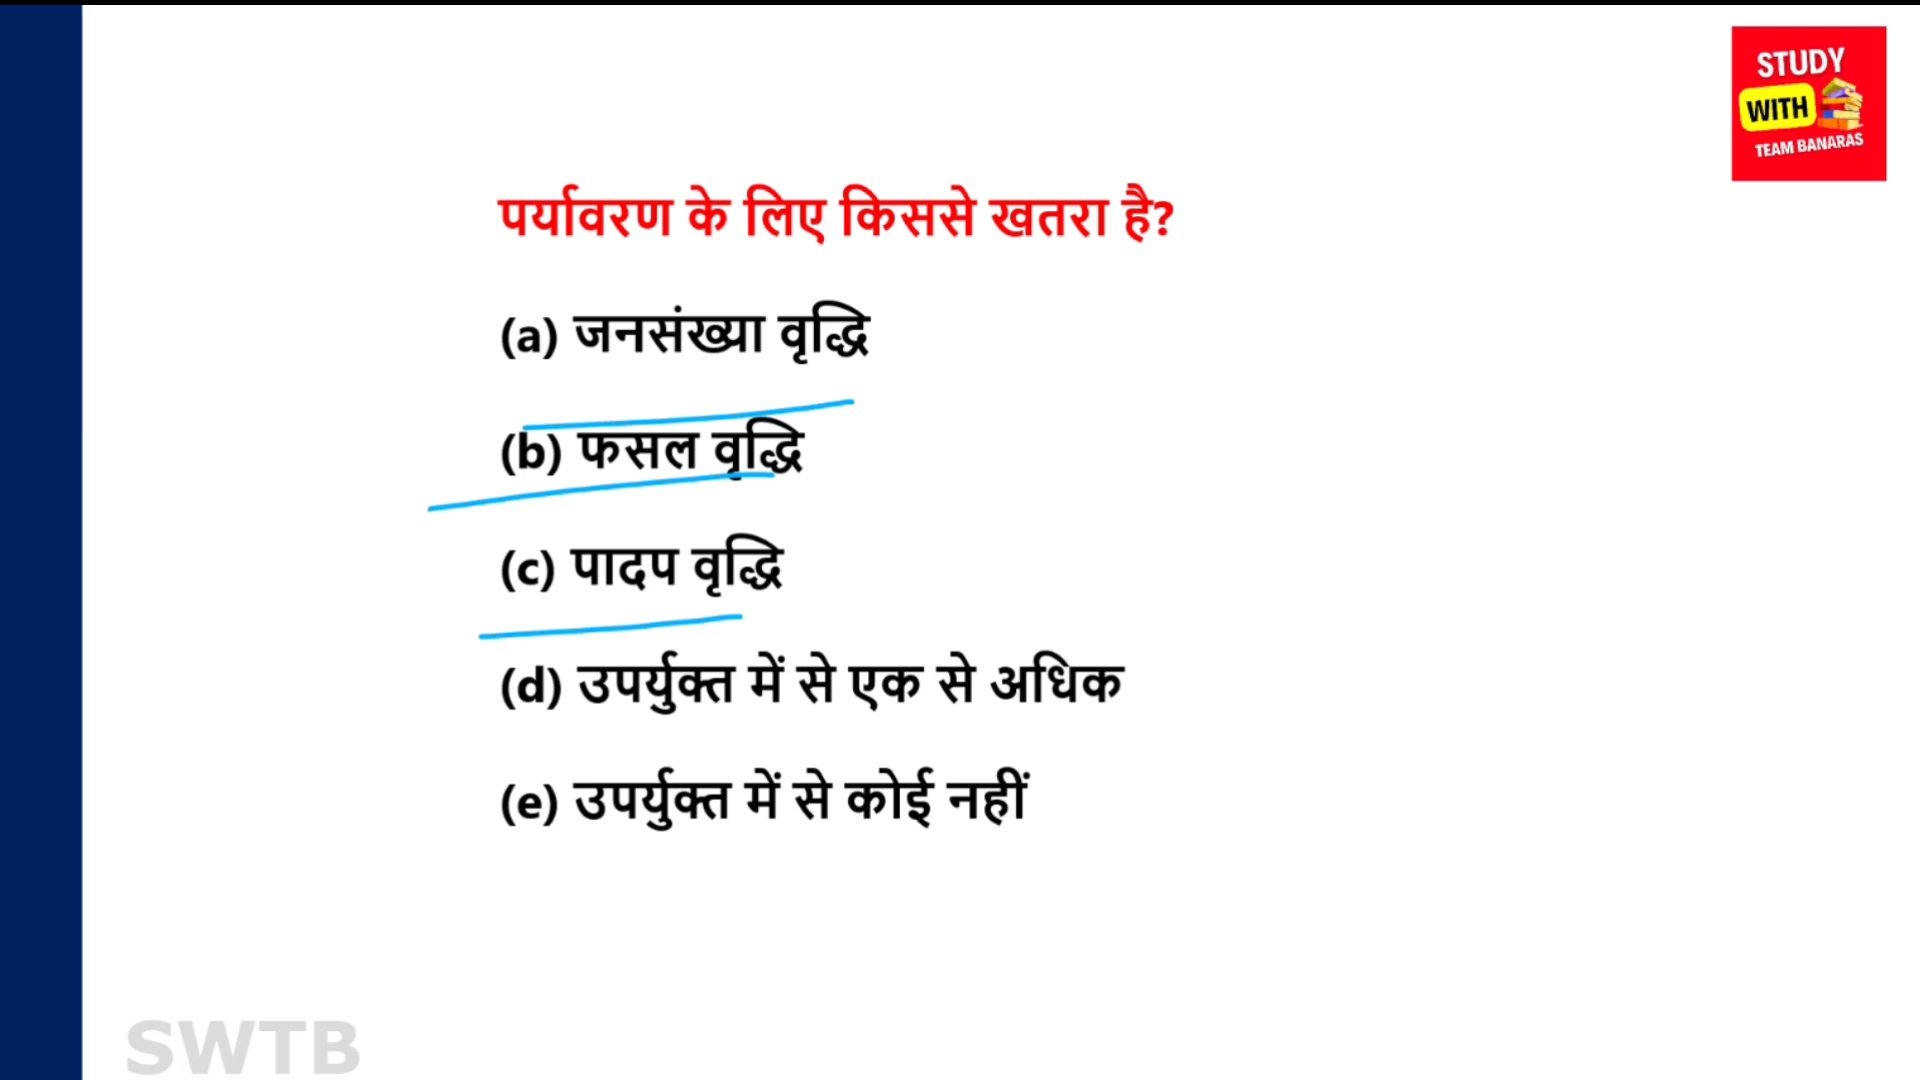 STUDY
WITH
TEAM BANARAS
पर्यावरण के लिए किससे खतरा है?
(a) जनसंख्या वृद्धि
(b) फसल वृद्धि
(c) पादप वृद्धि
(d) उपर्युक्त में से एक से अधिक
(e) उपर्युक्त में से कोई नहीं
SWTB